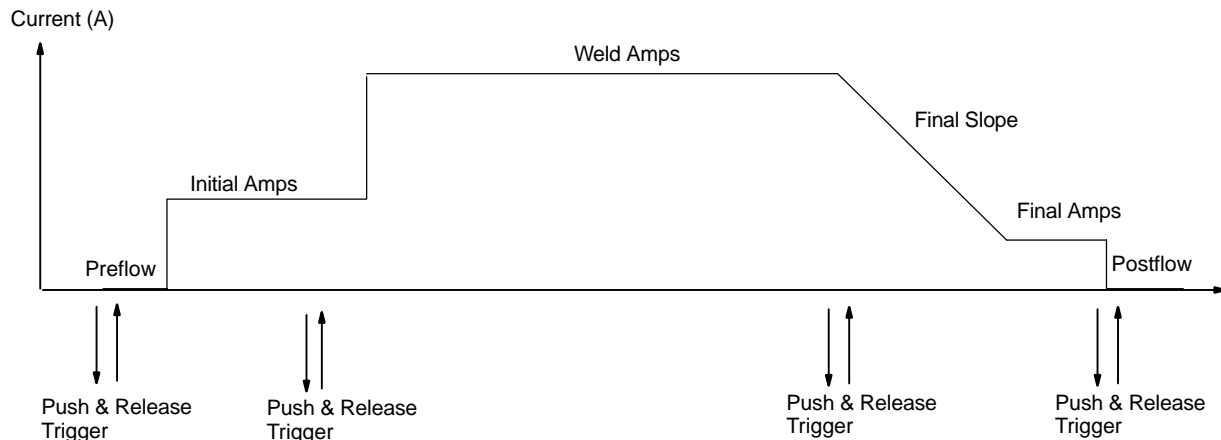 Current (A)
Weld Amps
Final Slope
Initial Amps
Final Amps
Preflow
Postflow
Push & Release
Trigger
Push & Release
Trigger
Push & Release
Trigger
Push & Release
Trigger